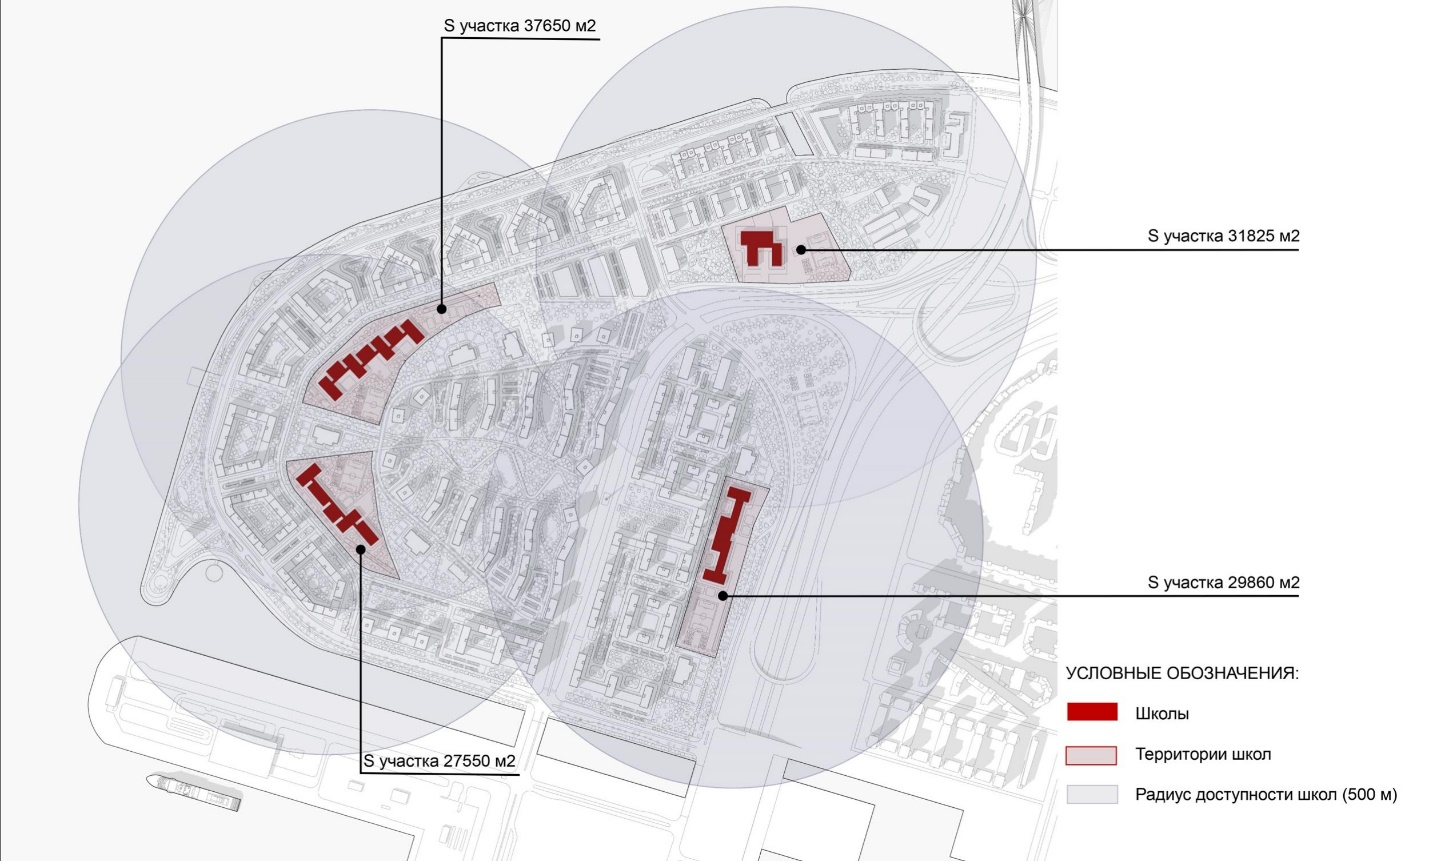 S участка 37650 м2
S участка 31825 м2
S участка 29860 м2
S участка 27550 м2
УСЛОВНЫЕ ОБОЗНАЧЕНИЯ:
Школы
Территории школ
Радиус доступности школ (500 м)